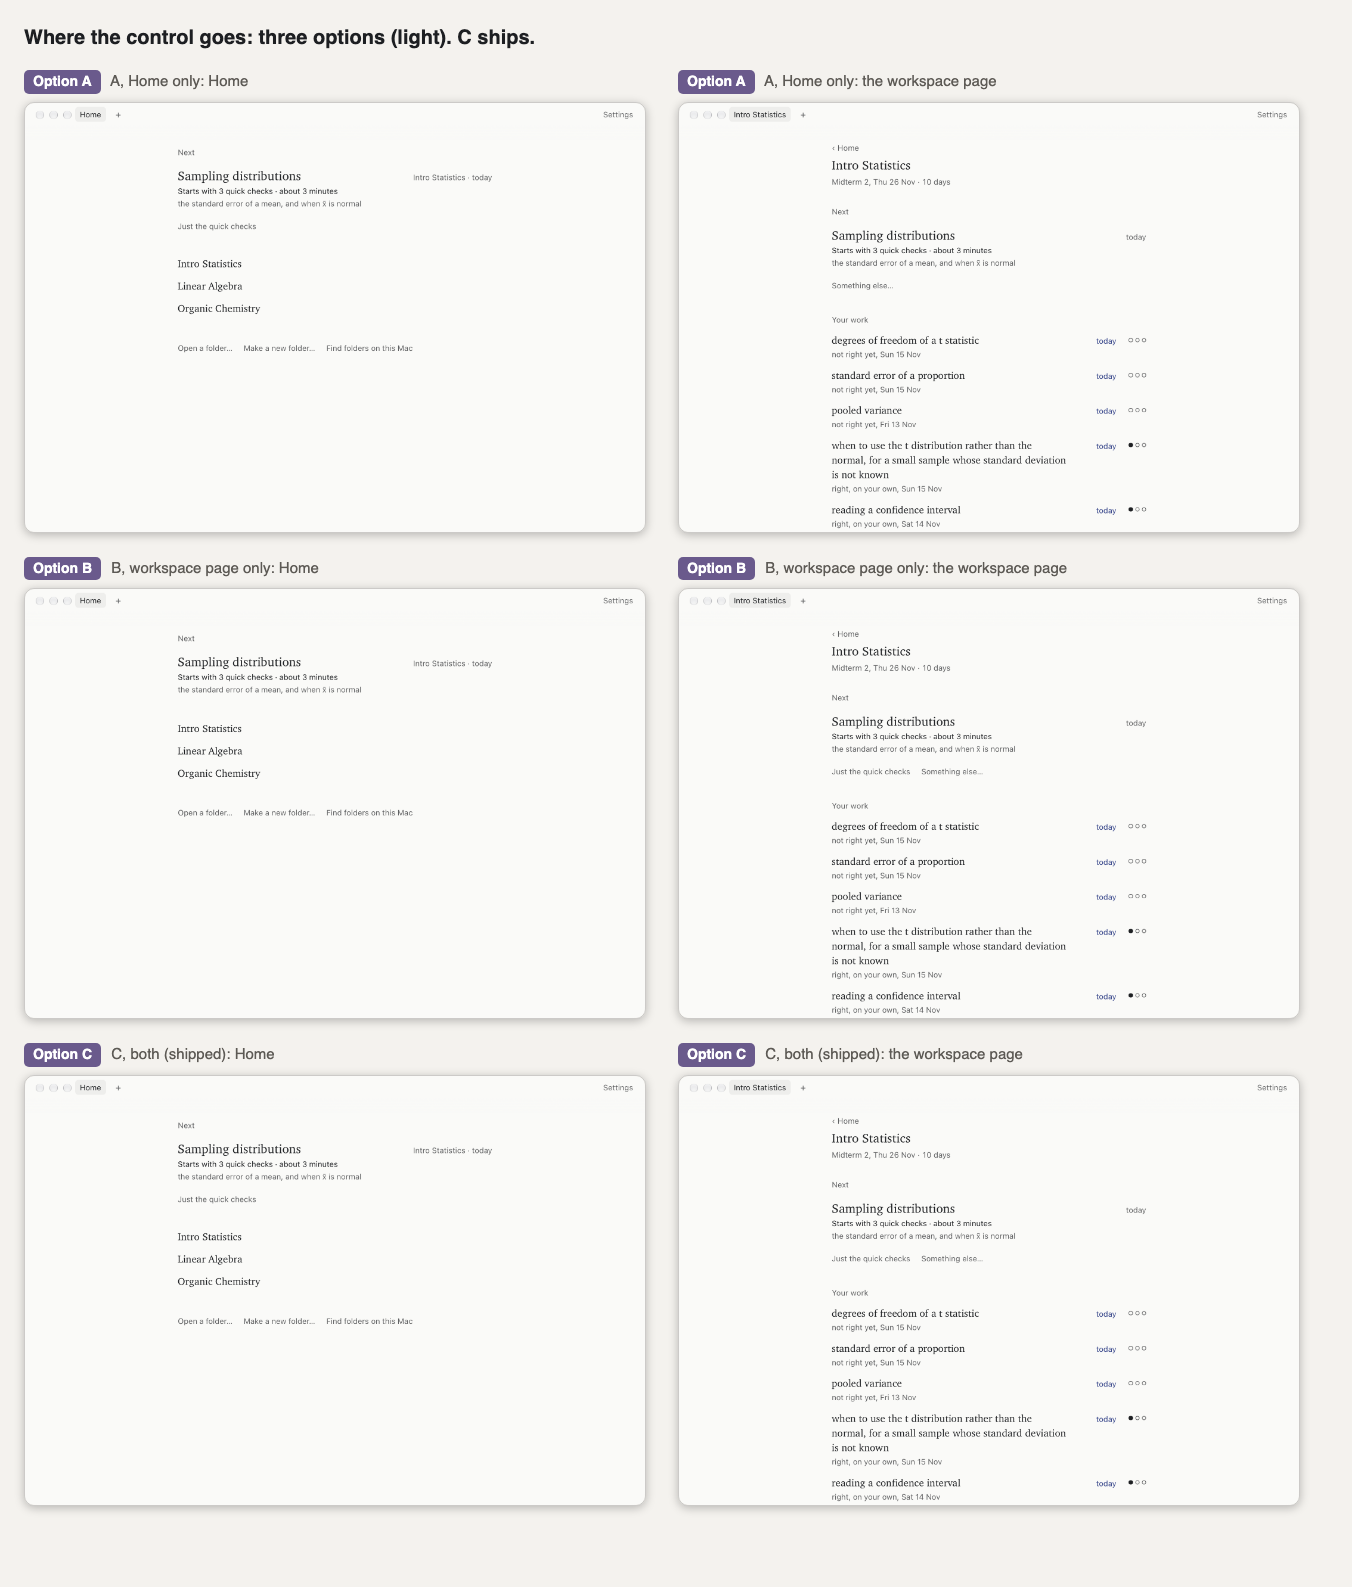 Where the control goes: three options (light). C ships.
Option A A, Home only: Home
Home + Settings
Next
Sampling distributions Intro Statistics · today
Starts with 3 quick checks · about 3 minutes
the standard error of a mean, and when x̄ is normal
Just the quick checks
Intro Statistics
Linear Algebra
Organic Chemistry
Open a folder... Make a new folder... Find folders on this Mac
Option A A, Home only: the workspace page
Intro Statistics + Settings
‹ Home
Intro Statistics
Midterm 2, Thu 26 Nov · 10 days
Next
Sampling distributions today
Starts with 3 quick checks · about 3 minutes
the standard error of a mean, and when x̄ is normal
Something else...
Your work
degrees of freedom of a t statistic today
not right yet, Sun 15 Nov
standard error of a proportion today
not right yet, Sun 15 Nov
pooled variance today
not right yet, Fri 13 Nov
when to use the t distribution rather than the today
normal, for a small sample whose standard deviation
is not known
right, on your own, Sun 15 Nov
reading a confidence interval today
right, on your own, Sat 14 Nov
Option B B, workspace page only: Home
Home + Settings
Next
Sampling distributions Intro Statistics · today
Starts with 3 quick checks · about 3 minutes
the standard error of a mean, and when x̄ is normal
Intro Statistics
Linear Algebra
Organic Chemistry
Open a folder... Make a new folder... Find folders on this Mac
Option B B, workspace page only: the workspace page
Intro Statistics + Settings
‹ Home
Intro Statistics
Midterm 2, Thu 26 Nov · 10 days
Next
Sampling distributions today
Starts with 3 quick checks · about 3 minutes
the standard error of a mean, and when x̄ is normal
Just the quick checks Something else...
Your work
degrees of freedom of a t statistic today
not right yet, Sun 15 Nov
standard error of a proportion today
not right yet, Sun 15 Nov
pooled variance today
not right yet, Fri 13 Nov
when to use the t distribution rather than the today
normal, for a small sample whose standard deviation
is not known
right, on your own, Sun 15 Nov
reading a confidence interval today
right, on your own, Sat 14 Nov
Option C C, both (shipped): Home
Home + Settings
Next
Sampling distributions Intro Statistics · today
Starts with 3 quick checks · about 3 minutes
the standard error of a mean, and when x̄ is normal
Just the quick checks
Intro Statistics
Linear Algebra
Organic Chemistry
Open a folder... Make a new folder... Find folders on this Mac
Option C C, both (shipped): the workspace page
Intro Statistics + Settings
‹ Home
Intro Statistics
Midterm 2, Thu 26 Nov · 10 days
Next
Sampling distributions today
Starts with 3 quick checks · about 3 minutes
the standard error of a mean, and when x̄ is normal
Just the quick checks Something else...
Your work
degrees of freedom of a t statistic today
not right yet, Sun 15 Nov
standard error of a proportion today
not right yet, Sun 15 Nov
pooled variance today
not right yet, Fri 13 Nov
when to use the t distribution rather than the today
normal, for a small sample whose standard deviation
is not known
right, on your own, Sun 15 Nov
reading a confidence interval today
right, on your own, Sat 14 Nov